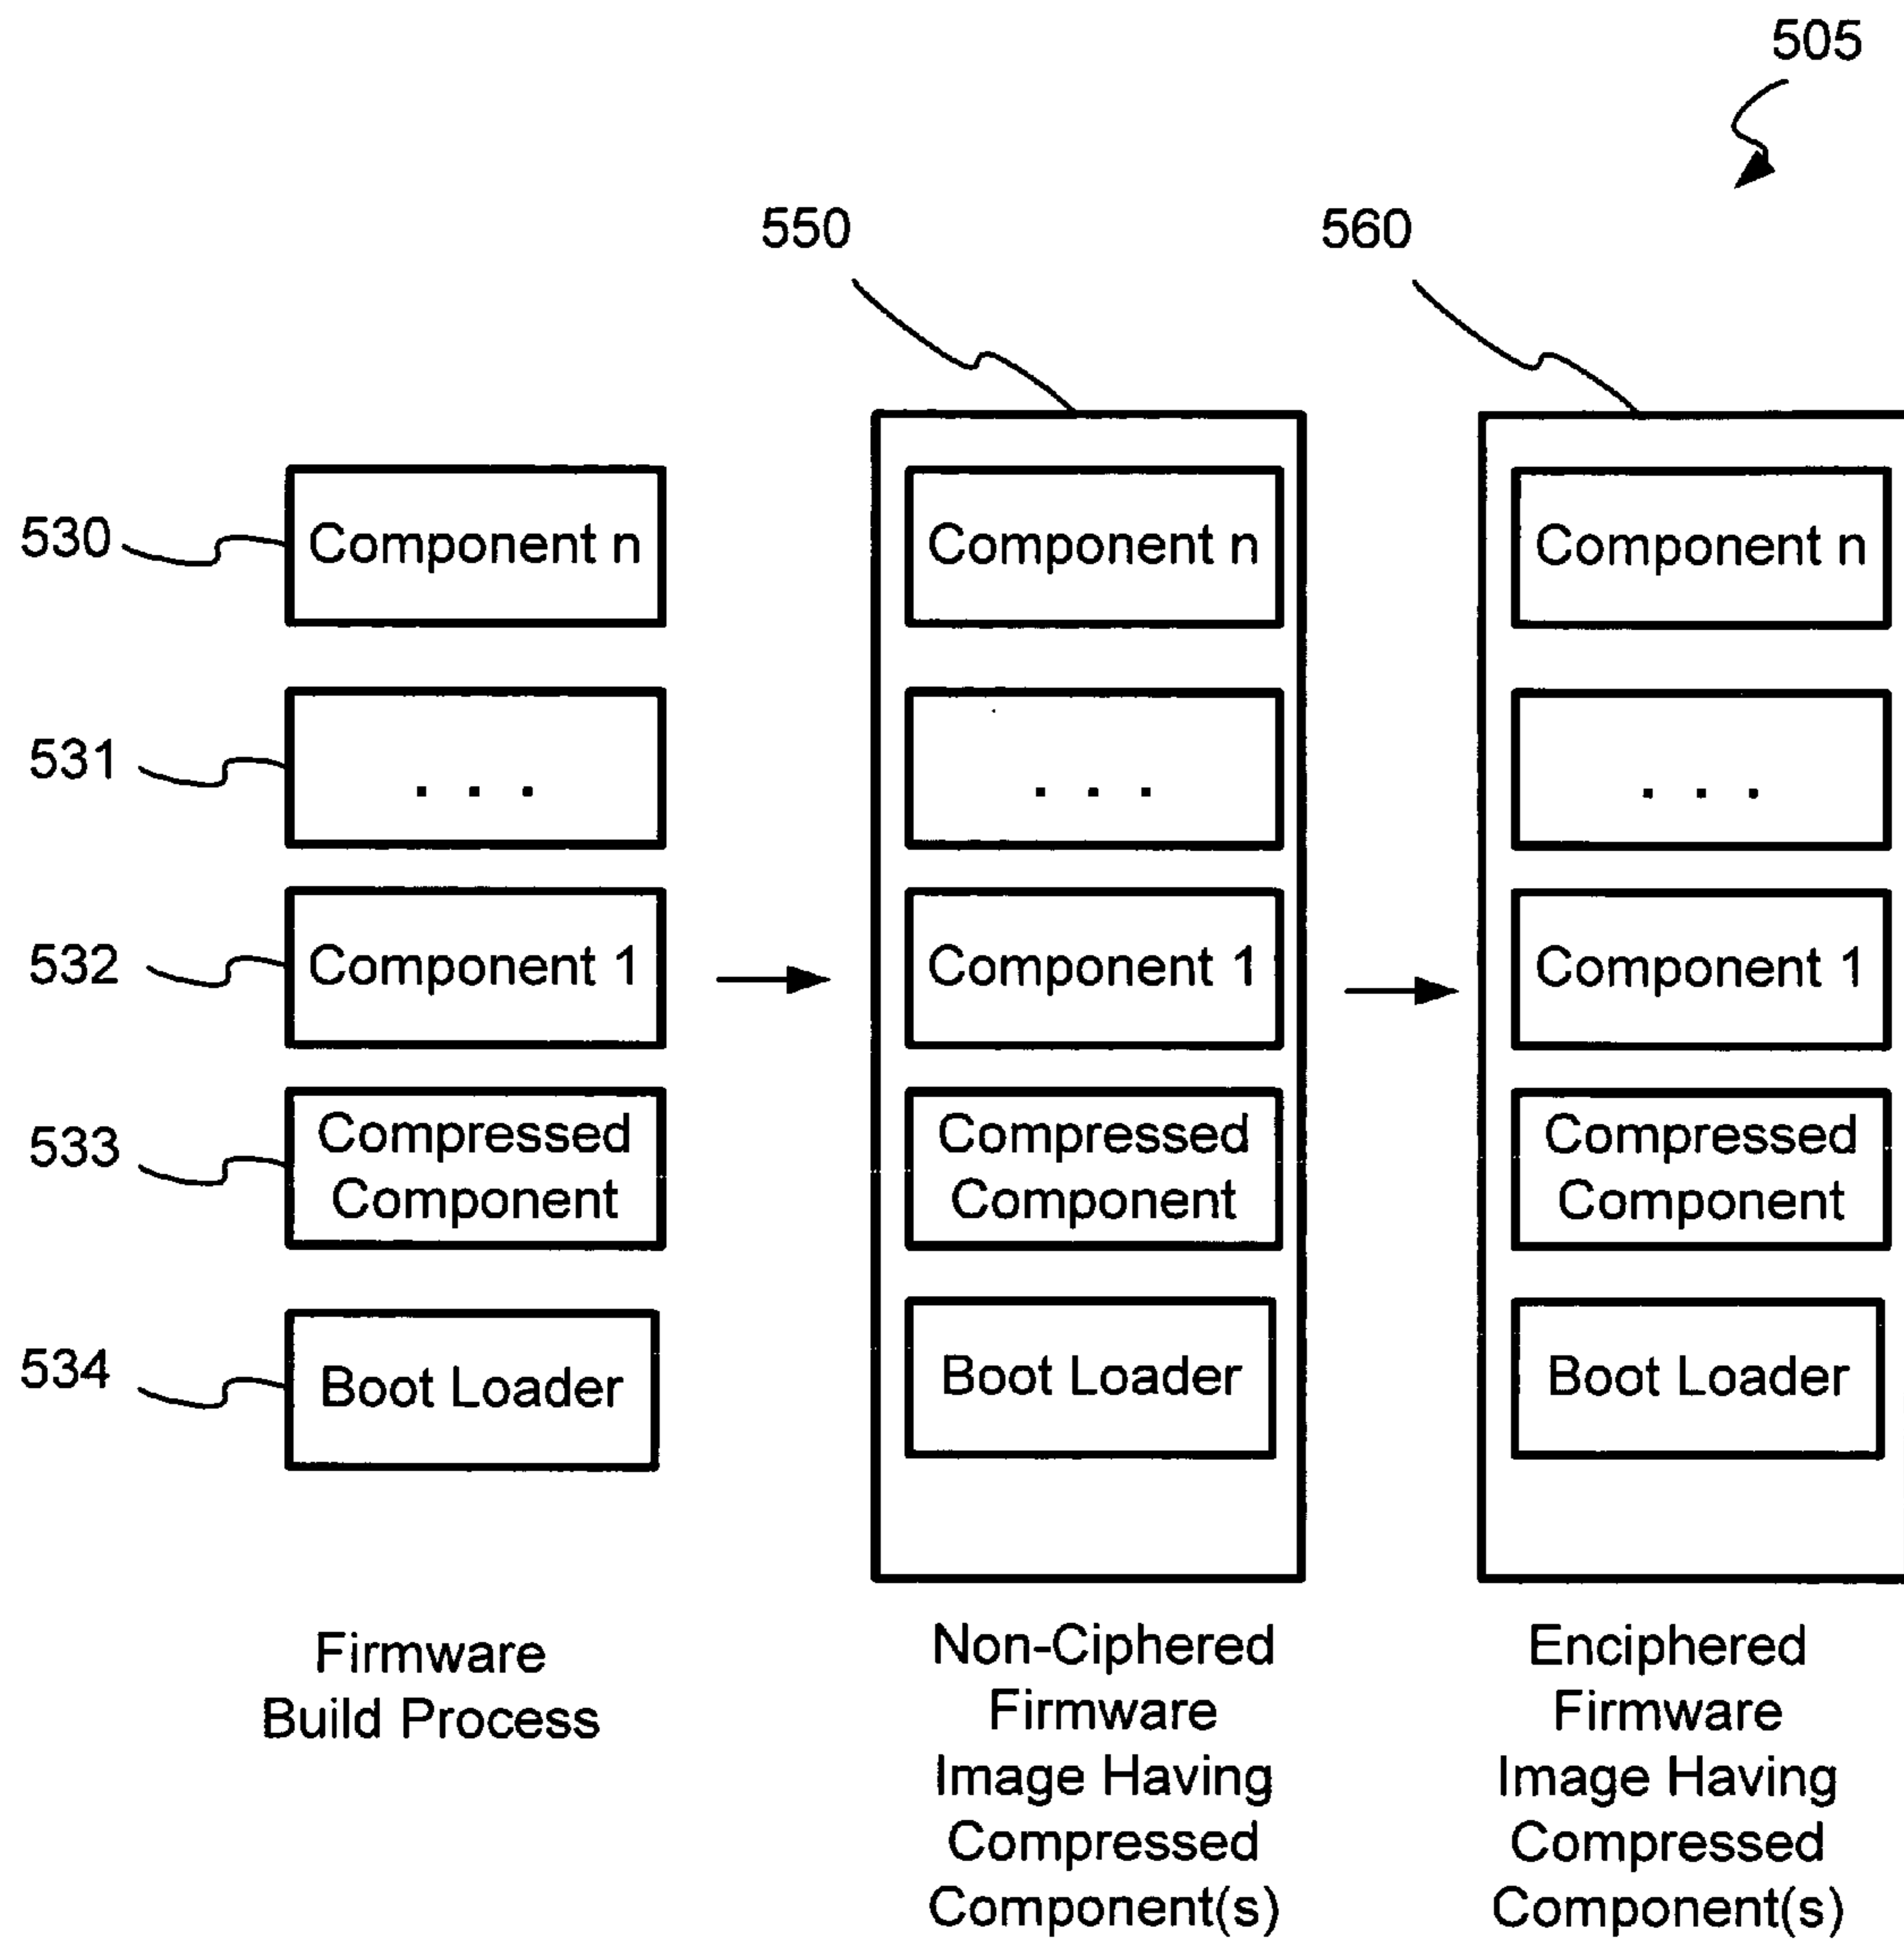 505
550
560
530
Component n
Component n
Component n
531
. . .
. . .
. . .
532
Component 1
Component 1
Component 1
533
Compressed
Component
Compressed
Component
Compressed
Component
534
Boot Loader
Boot Loader
Boot Loader
Firmware
Build Process
Non-Ciphered
Firmware
Image Having
Compressed
Component(s)
Enciphered
Firmware
Image Having
Compressed
Component(s)